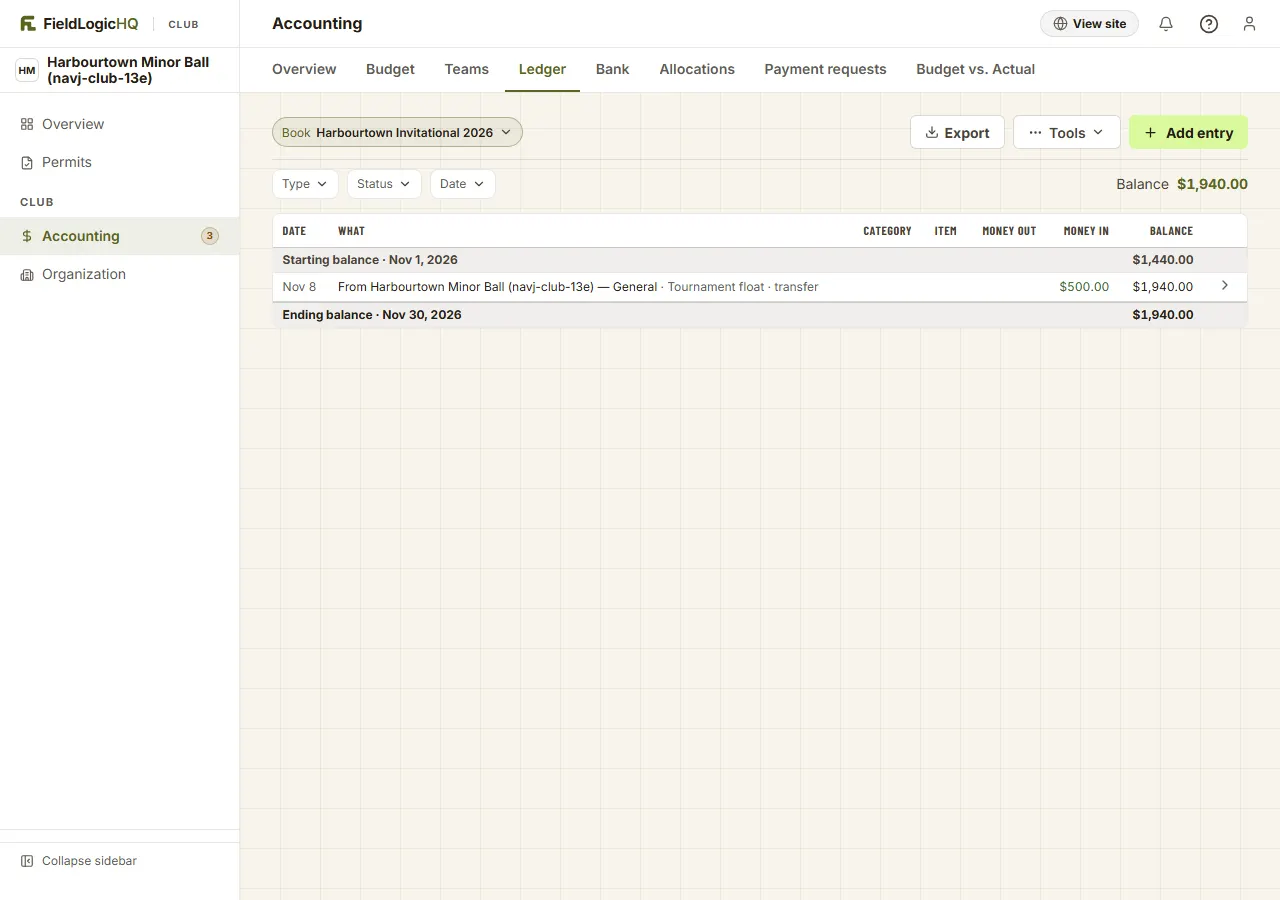 FieldLogicHQ CLUB
Accounting
View site
HM Harbourtown Minor Ball (navj-club-13e)
Overview Budget Teams Ledger Bank Allocations Payment requests Budget vs. Actual
Overview
Permits
CLUB
Accounting 3
Organization
Book Harbourtown Invitational 2026
Export
Tools
Add entry
Type Status Date
Balance $1,940.00
DATE WHAT CATEGORY ITEM MONEY OUT MONEY IN BALANCE
Starting balance · Nov 1, 2026 $1,440.00
Nov 8 From Harbourtown Minor Ball (navj-club-13e) — General · Tournament float · transfer $500.00 $1,940.00
Ending balance · Nov 30, 2026 $1,940.00
Collapse sidebar